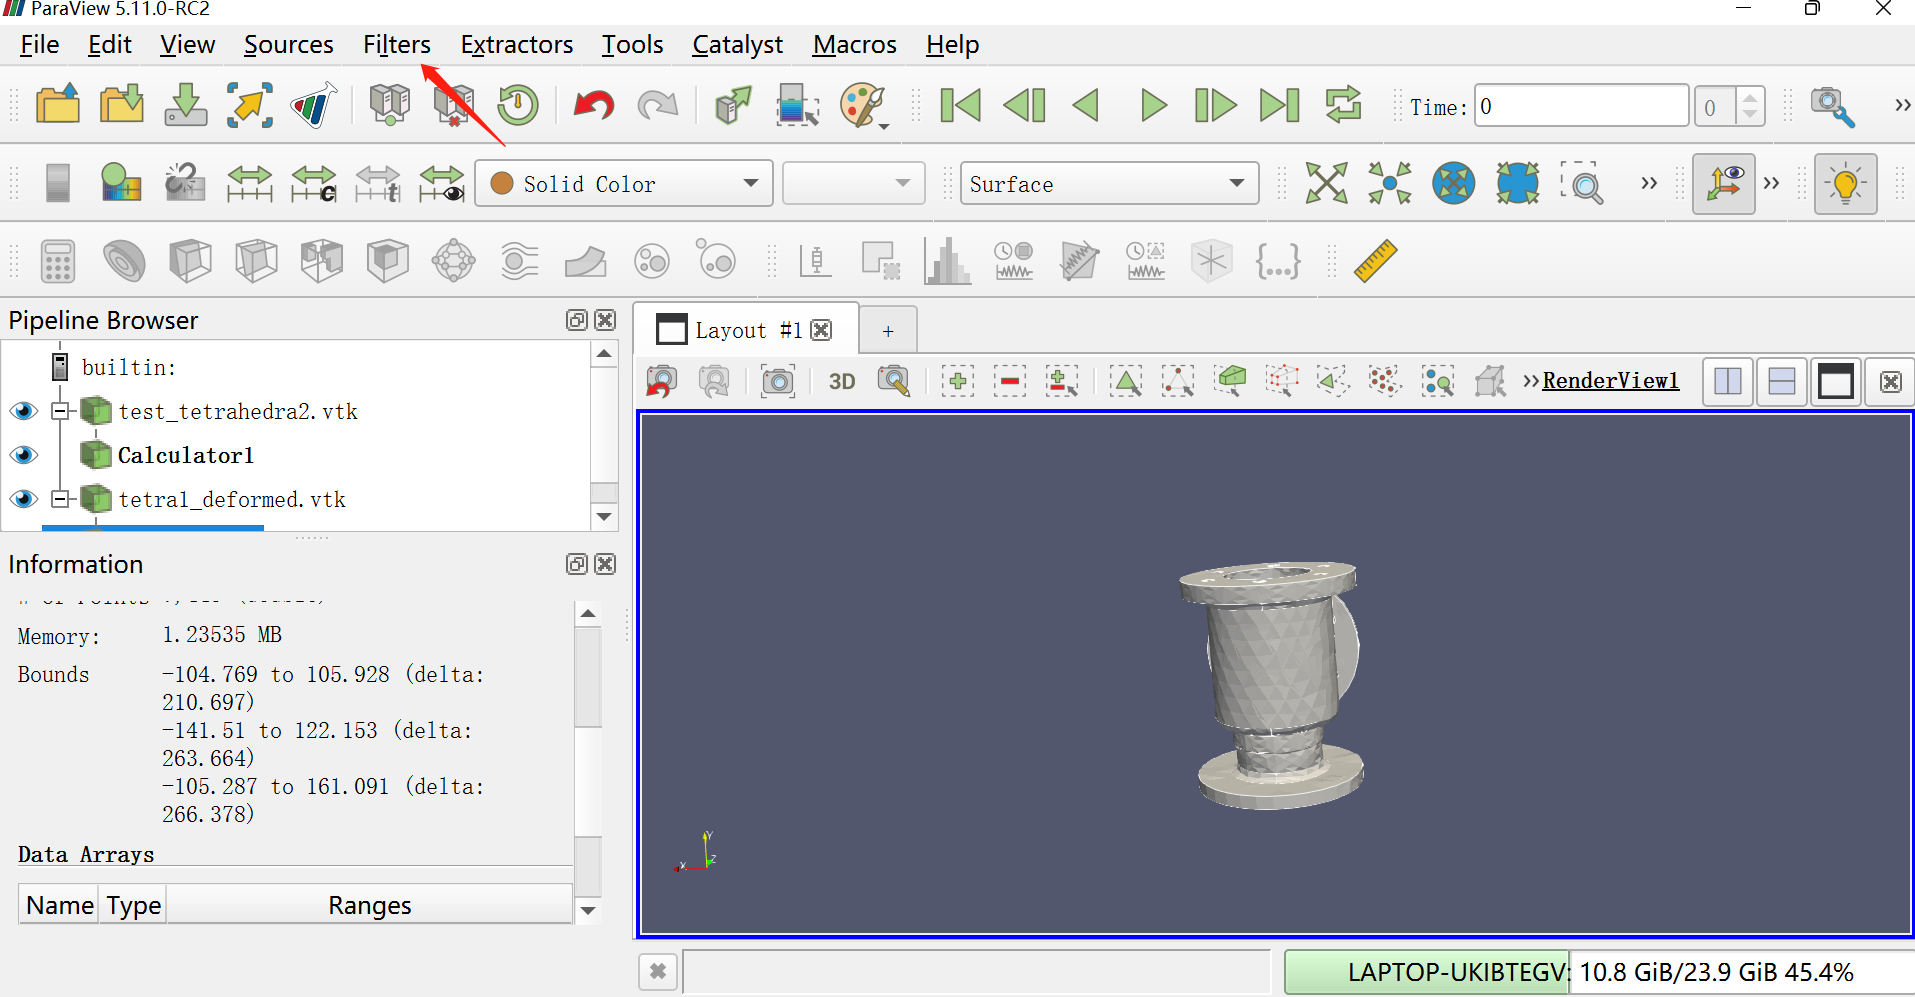 ParaView 5.11.0-RC2
File Edit View Sources Filters Extractors Tools Catalyst Macros Help
Time: 0 0
c t Solid Color Surface
{...}
Pipeline Browser
builtin:
test_tetrahedra2.vtk
Calculator1
tetral_deformed.vtk
Information
Memory: 1.23535 MB
Bounds -104.769 to 105.928 (delta:
210.697)
-141.51 to 122.153 (delta:
263.664)
-105.287 to 161.091 (delta:
266.378)
Data Arrays
Name Type Ranges
Layout #1 +
3D RenderView1
Y
X Z
LAPTOP-UKIBTEGV: 10.8 GiB/23.9 GiB 45.4%